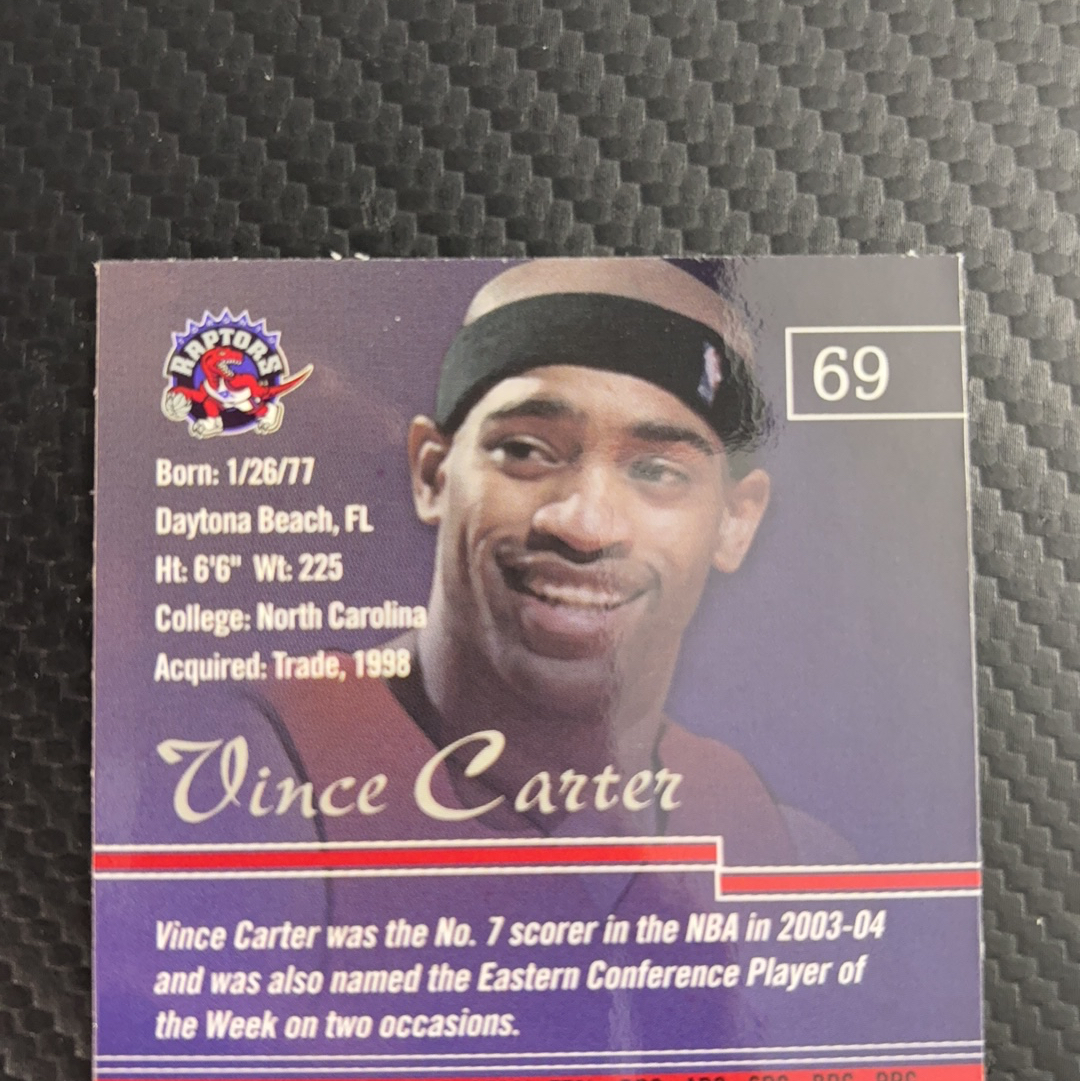 RAPTORS
69
Born: 1/26/77
Daytona Beach, FL
Ht: 6'6" Wt: 225
College: North Carolina
Acquired: Trade, 1998
Vince Carter
Vince Carter was the No. 7 scorer in the NBA in 2003-04
and was also named the Eastern Conference Player of
the Week on two occasions.